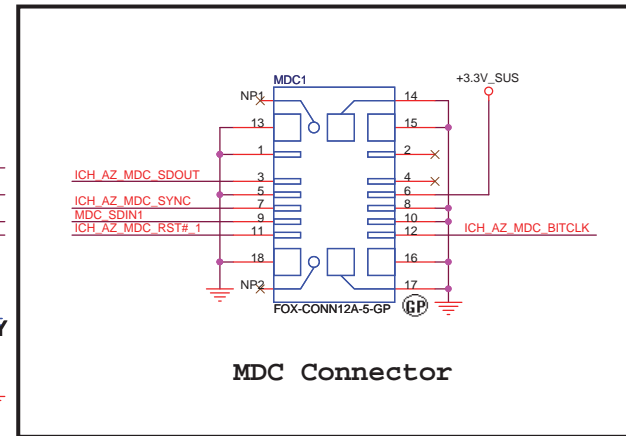 MDC1
+3.3V_SUS
NP1
14
13
15
1
2
ICH_AZ_MDC_SDOUT
3
4
5
6
ICH_AZ_MDC_SYNC
7
8
MDC_SDIN1
9
10
ICH_AZ_MDC_RST#_1
11
12
ICH_AZ_MDC_BITCLK
18
16
NP2
17
FOX-CONN12A-5-GP
GP
MDC Connector
Y